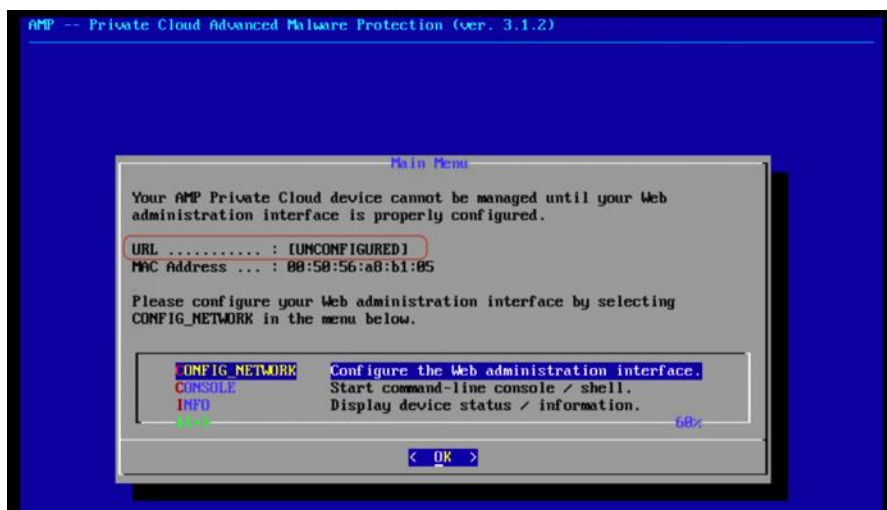 AMP -- Private Cloud Advanced Malware Protection (ver. 3.1.2)
Main Menu
Your AMP Private Cloud device cannot be managed until your Web
administration interface is properly configured.
URL ........... : [UNCONFIGURED]
MAC Address ... : 00:50:56:a8:b1:05
Please configure your Web administration interface by selecting
CONFIG_NETWORK in the menu below.
CONFIG_NETWORK Configure the Web administration interface.
CONSOLE Start command-line console / shell.
INFO Display device status / information.
60%
< OK >